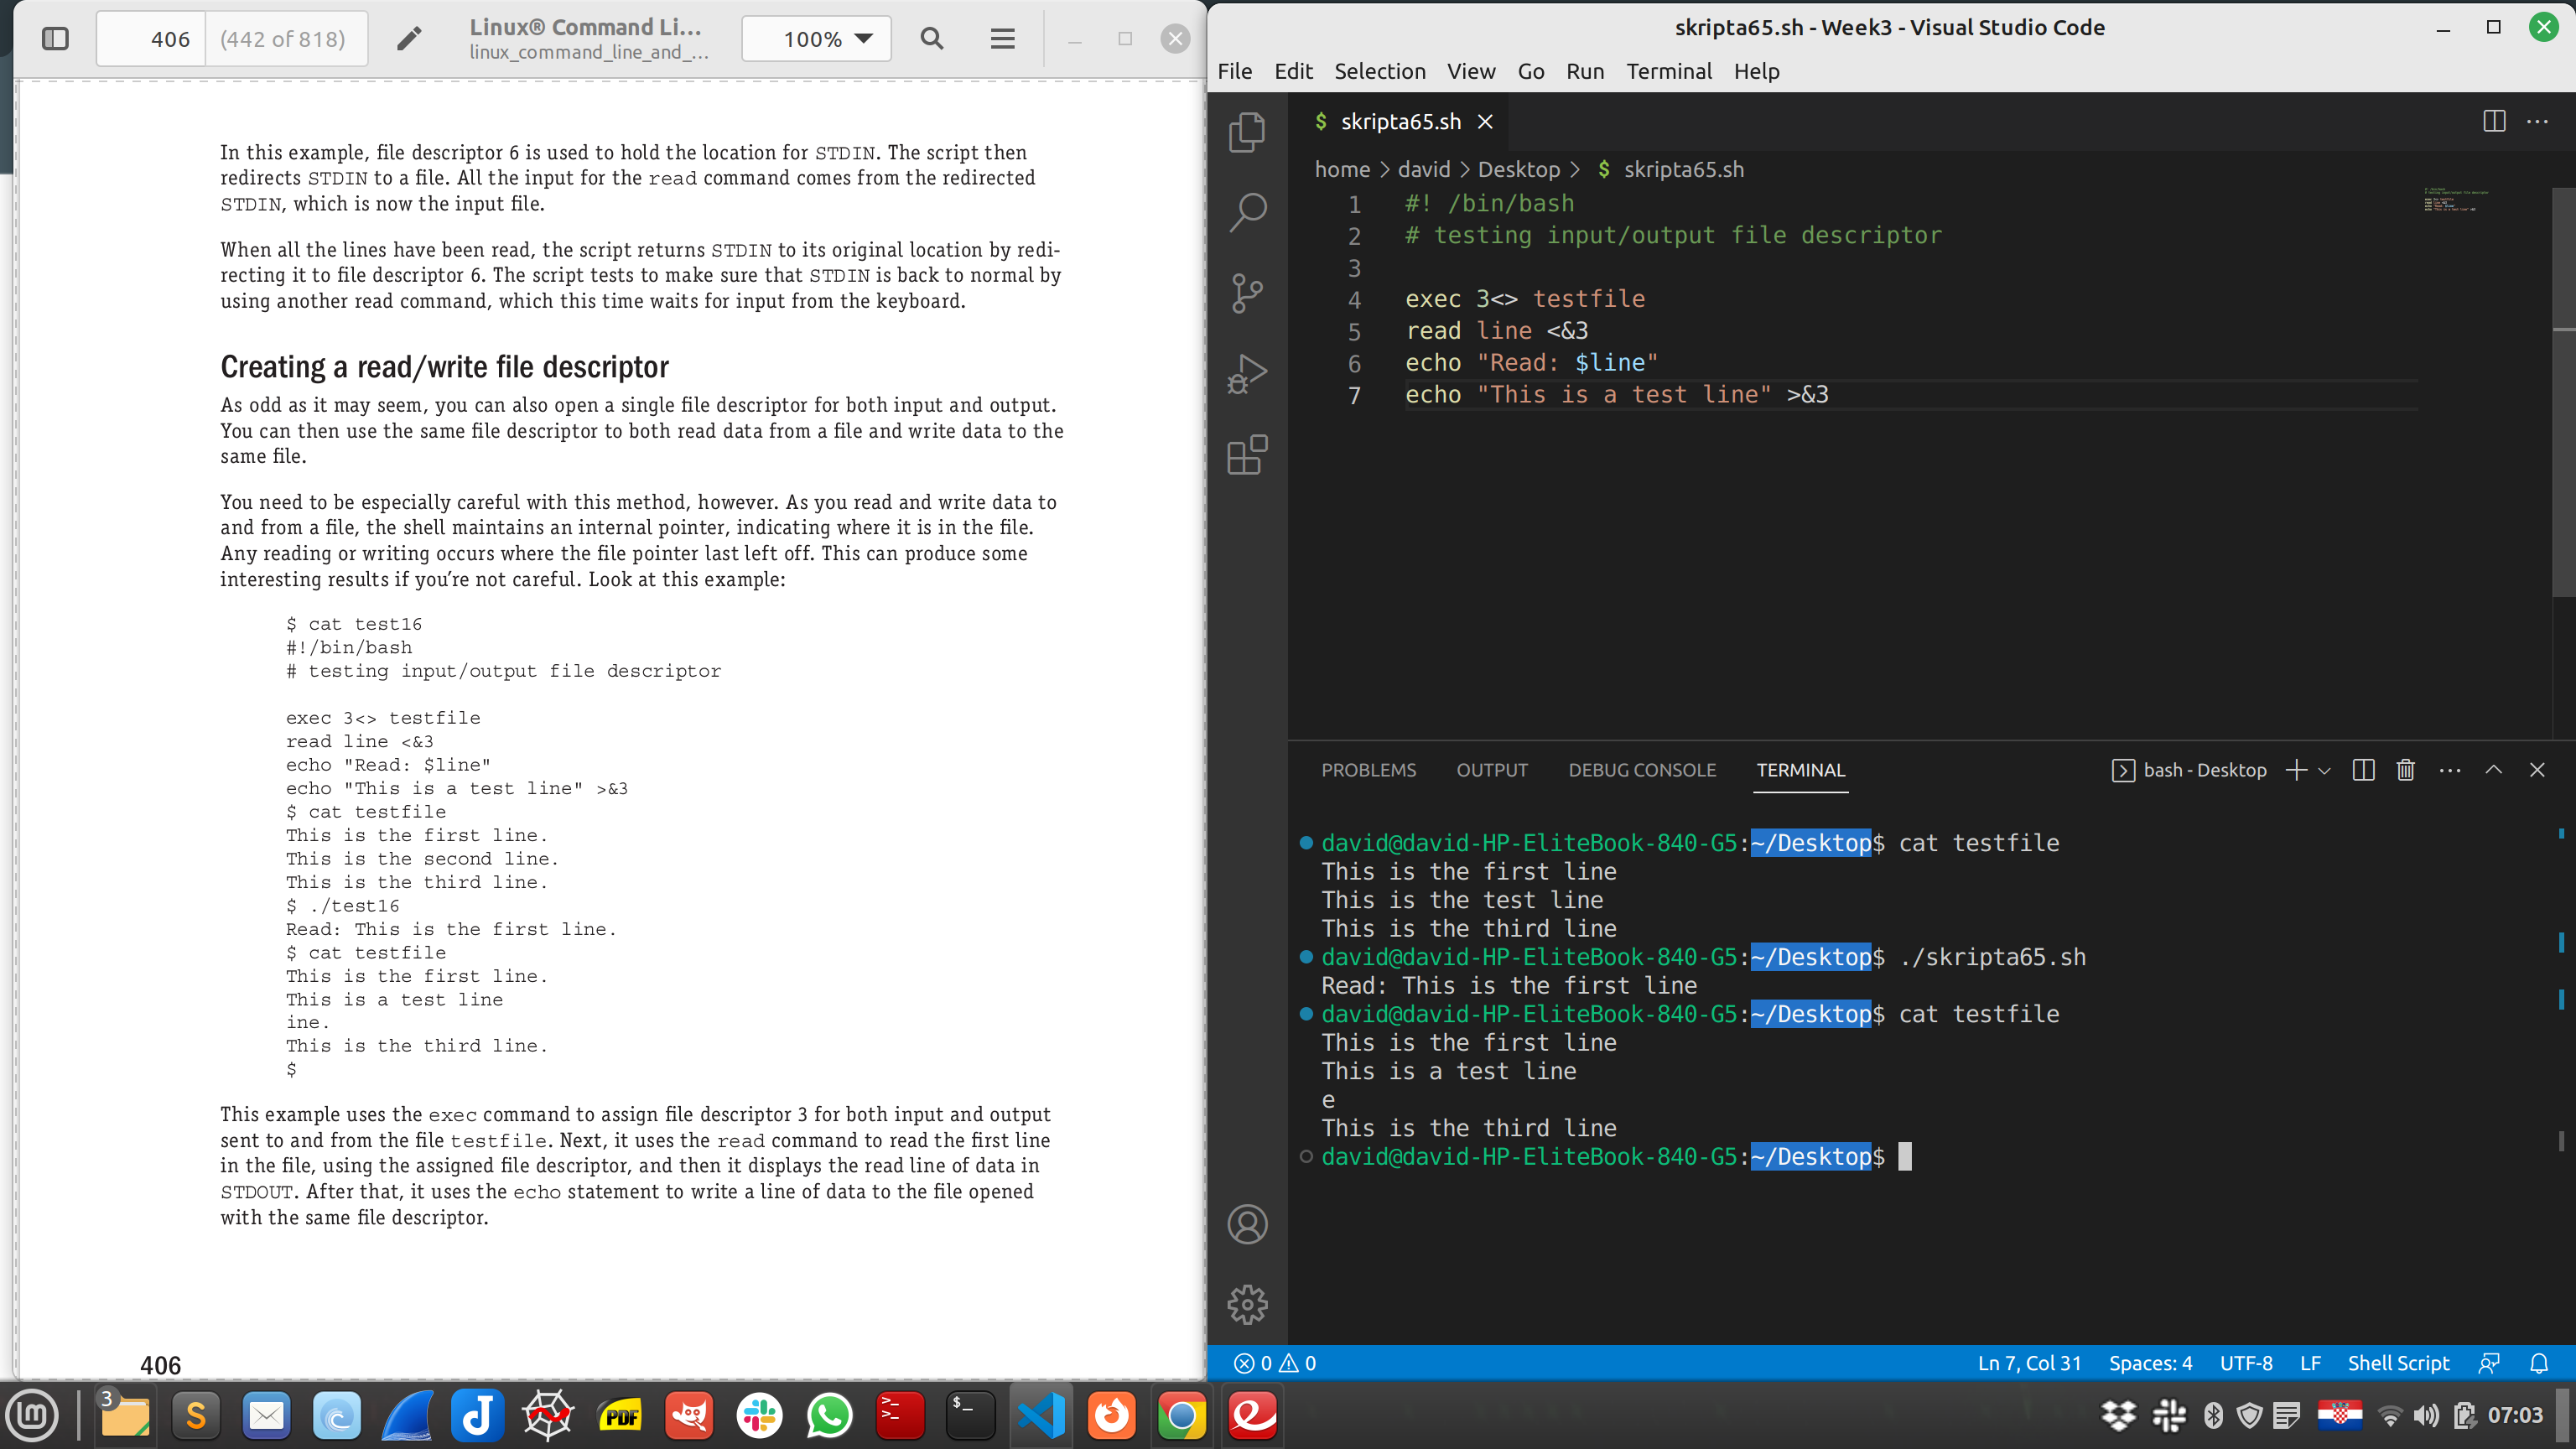 406
(442 of 818)
Linux® Command Li...
linux_command_line_and_...
100%
In this example, file descriptor 6 is used to hold the location for STDIN. The script then
redirects STDIN to a file. All the input for the read command comes from the redirected
STDIN, which is now the input file.
When all the lines have been read, the script returns STDIN to its original location by redi-
recting it to file descriptor 6. The script tests to make sure that STDIN is back to normal by
using another read command, which this time waits for input from the keyboard.
Creating a read/write file descriptor
As odd as it may seem, you can also open a single file descriptor for both input and output.
You can then use the same file descriptor to both read data from a file and write data to the
same file.
You need to be especially careful with this method, however. As you read and write data to
and from a file, the shell maintains an internal pointer, indicating where it is in the file.
Any reading or writing occurs where the file pointer last left off. This can produce some
interesting results if you're not careful. Look at this example:
$ cat test16
#!/bin/bash
# testing input/output file descriptor
exec 3<> testfile
read line <&3
echo "Read: $line"
echo "This is a test line" >&3
$ cat testfile
This is the first line.
This is the second line.
This is the third line.
$ ./test16
Read: This is the first line.
$ cat testfile
This is the first line.
This is a test line
ine.
This is the third line.
$
This example uses the exec command to assign file descriptor 3 for both input and output
sent to and from the file testfile. Next, it uses the read command to read the first line
in the file, using the assigned file descriptor, and then it displays the read line of data in
STDOUT. After that, it uses the echo statement to write a line of data to the file opened
with the same file descriptor.
406
skripta65.sh - Week3 - Visual Studio Code
File Edit Selection View Go Run Terminal Help
$ skripta65.sh
home > david > Desktop > $ skripta65.sh
1 #! /bin/bash
2 # testing input/output file descriptor
3
4 exec 3<> testfile
5 read line <&3
6 echo "Read: $line"
7 echo "This is a test line" >&3
PROBLEMS OUTPUT DEBUG CONSOLE TERMINAL
bash - Desktop
david@david-HP-EliteBook-840-G5:~/Desktop$ cat testfile
This is the first line
This is the test line
This is the third line
david@david-HP-EliteBook-840-G5:~/Desktop$ ./skripta65.sh
Read: This is the first line
david@david-HP-EliteBook-840-G5:~/Desktop$ cat testfile
This is the first line
This is a test line
e
This is the third line
david@david-HP-EliteBook-840-G5:~/Desktop$
0 0
Ln 7, Col 31 Spaces: 4 UTF-8 LF Shell Script
3
S
PDF
$_
07:03